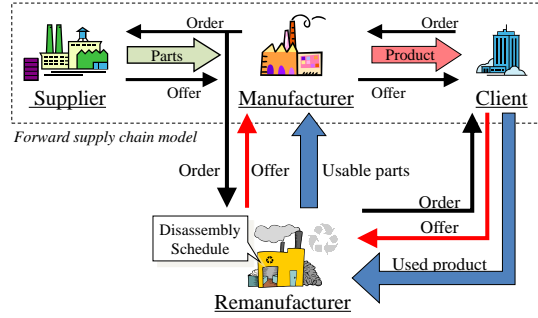 Order
Order
Parts
Product
Offer
Offer
Supplier
Manufacturer
Client
Forward supply chain model
Order
Offer
Usable parts
Order
Disassembly
Schedule
Offer
Used product
Remanufacturer